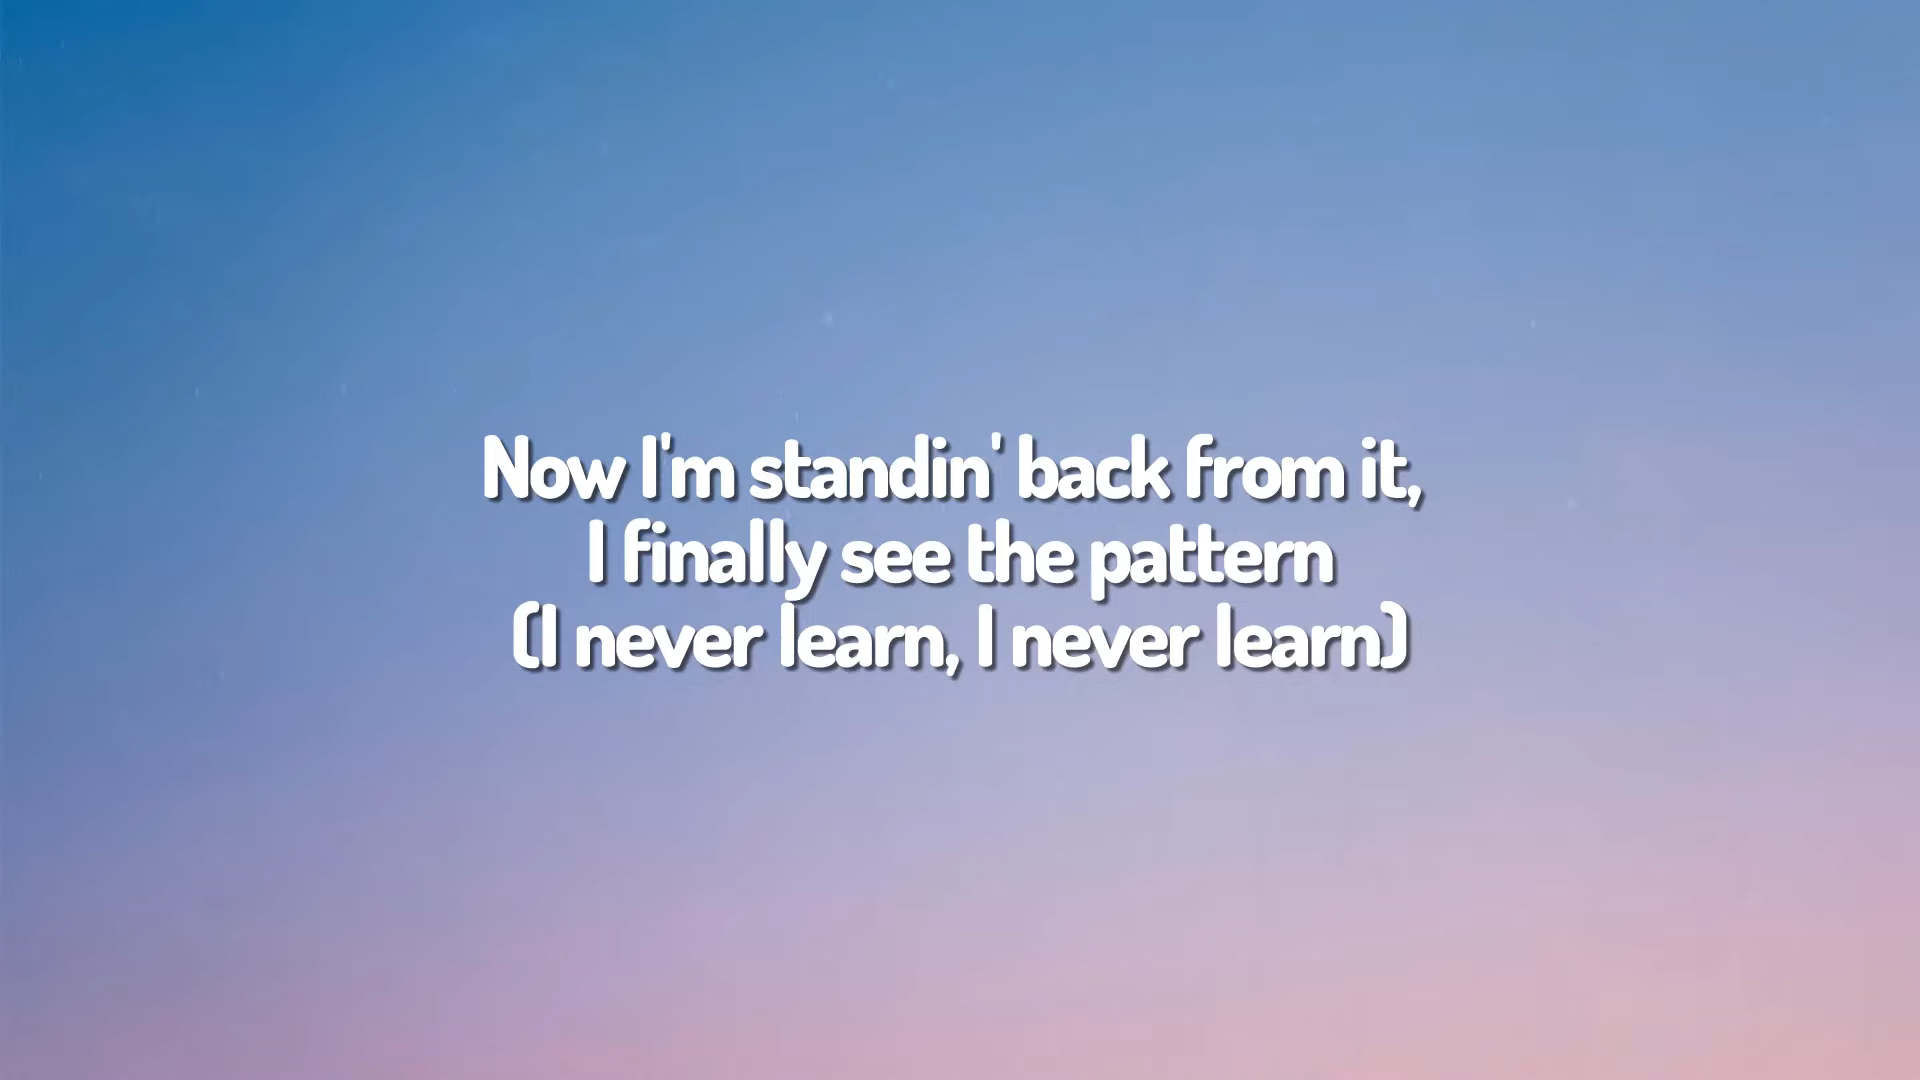 Now I'm standin' back from it,
I finally see the pattern
(I never learn, I never learn)